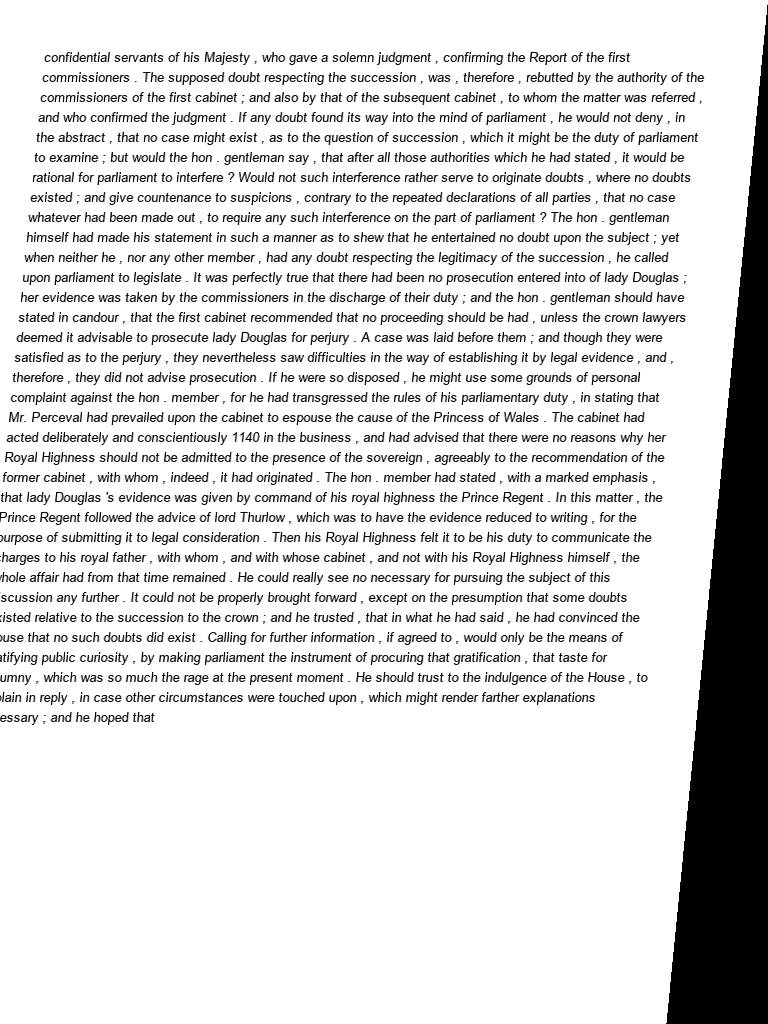 confidential servants of his Majesty , who gave a solemn judgment , confirming the Report of the first
commissioners . The supposed doubt respecting the succession , was , therefore , rebutted by the authority of the
commissioners of the first cabinet ; and also by that of the subsequent cabinet , to whom the matter was referred ,
and who confirmed the judgment . If any doubt found its way into the mind of parliament , he would not deny , in
the abstract , that no case might exist , as to the question of succession , which it might be the duty of parliament
to examine ; but would the hon . gentleman say , that after all those authorities which he had stated , it would be
rational for parliament to interfere ? Would not such interference rather serve to originate doubts , where no doubts
existed ; and give countenance to suspicions , contrary to the repeated declarations of all parties , that no case
whatever had been made out , to require any such interference on the part of parliament ? The hon . gentleman
himself had made his statement in such a manner as to shew that he entertained no doubt upon the subject ; yet
when neither he , nor any other member , had any doubt respecting the legitimacy of the succession , he called
upon parliament to legislate . It was perfectly true that there had been no prosecution entered into of lady Douglas ;
her evidence was taken by the commissioners in the discharge of their duty ; and the hon . gentleman should have
stated in candour , that the first cabinet recommended that no proceeding should be had , unless the crown lawyers
deemed it advisable to prosecute lady Douglas for perjury . A case was laid before them ; and though they were
satisfied as to the perjury , they nevertheless saw difficulties in the way of establishing it by legal evidence , and ,
therefore , they did not advise prosecution . If he were so disposed , he might use some grounds of personal
complaint against the hon . member , for he had transgressed the rules of his parliamentary duty , in stating that
Mr. Perceval had prevailed upon the cabinet to espouse the cause of the Princess of Wales . The cabinet had
acted deliberately and conscientiously 1140 in the business , and had advised that there were no reasons why her
Royal Highness should not be admitted to the presence of the sovereign , agreeably to the recommendation of the
former cabinet , with whom , indeed , it had originated . The hon . member had stated , with a marked emphasis ,
that lady Douglas 's evidence was given by command of his royal highness the Prince Regent . In this matter , the
Prince Regent followed the advice of lord Thurlow , which was to have the evidence reduced to writing , for the
purpose of submitting it to legal consideration . Then his Royal Highness felt it to be his duty to communicate the
charges to his royal father , with whom , and with whose cabinet , and not with his Royal Highness himself , the
whole affair had from that time remained . He could really see no necessary for pursuing the subject of this
any further . It could not be properly brought forward , except on the presumption that some doubts
relative to the succession to the crown ; and he trusted , that in what he had said , he had convinced the
that no such doubts did exist . Calling for further information , if agreed to , would only be the means of
public curiosity , by making parliament the instrument of procuring that gratification , that taste for
, which was so much the rage at the present moment . He should trust to the indulgence of the House , to
in reply , in case other circumstances were touched upon , which might render farther explanations
; and he hoped that